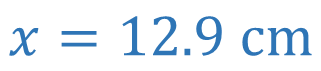 x = 12.9 cm